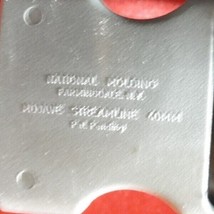 NATIONAL MOLDING
FARMINGDALE, N.Y.
MOJAVE STREAMLINE 40MM
Pat. Pending